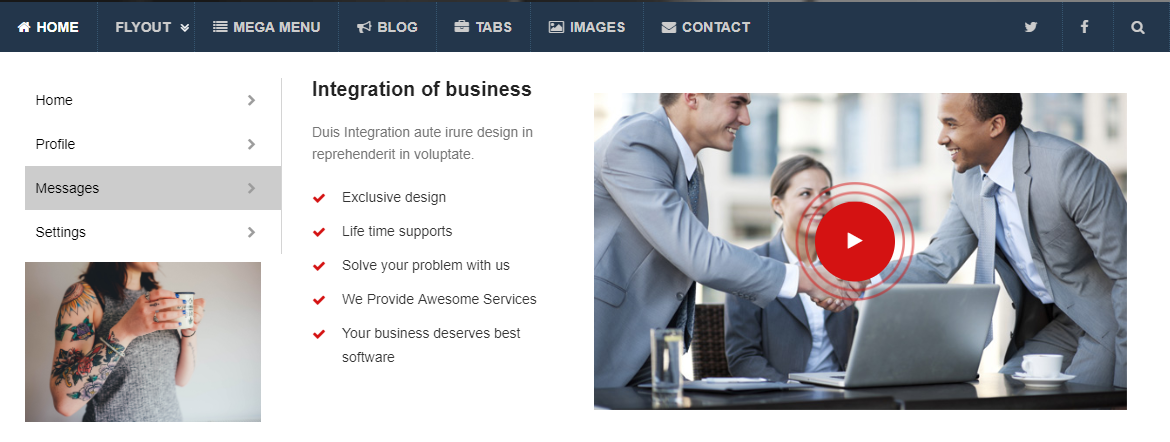 HOME FLYOUT MEGA MENU BLOG TABS IMAGES CONTACT
Home
Profile
Messages
Settings
Integration of business
Duis Integration aute irure design in
reprehenderit in voluptate.
Exclusive design
Life time supports
Solve your problem with us
We Provide Awesome Services
Your business deserves best
software